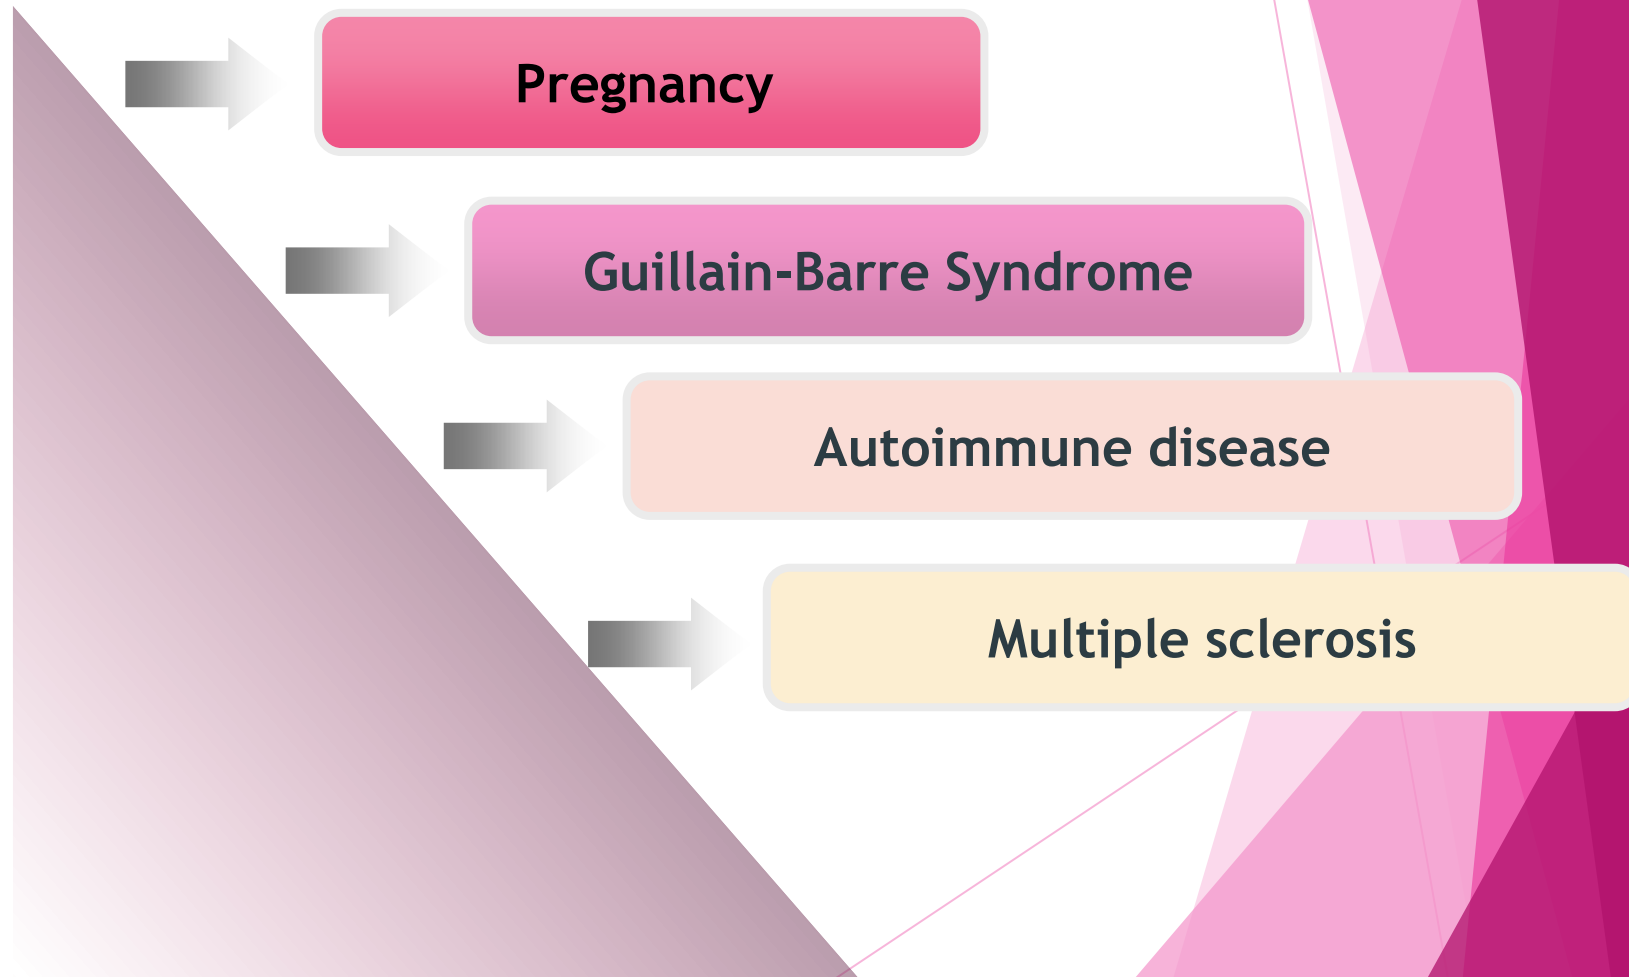 Pregnancy
Guillain-Barre Syndrome
Autoimmune disease
Multiple sclerosis